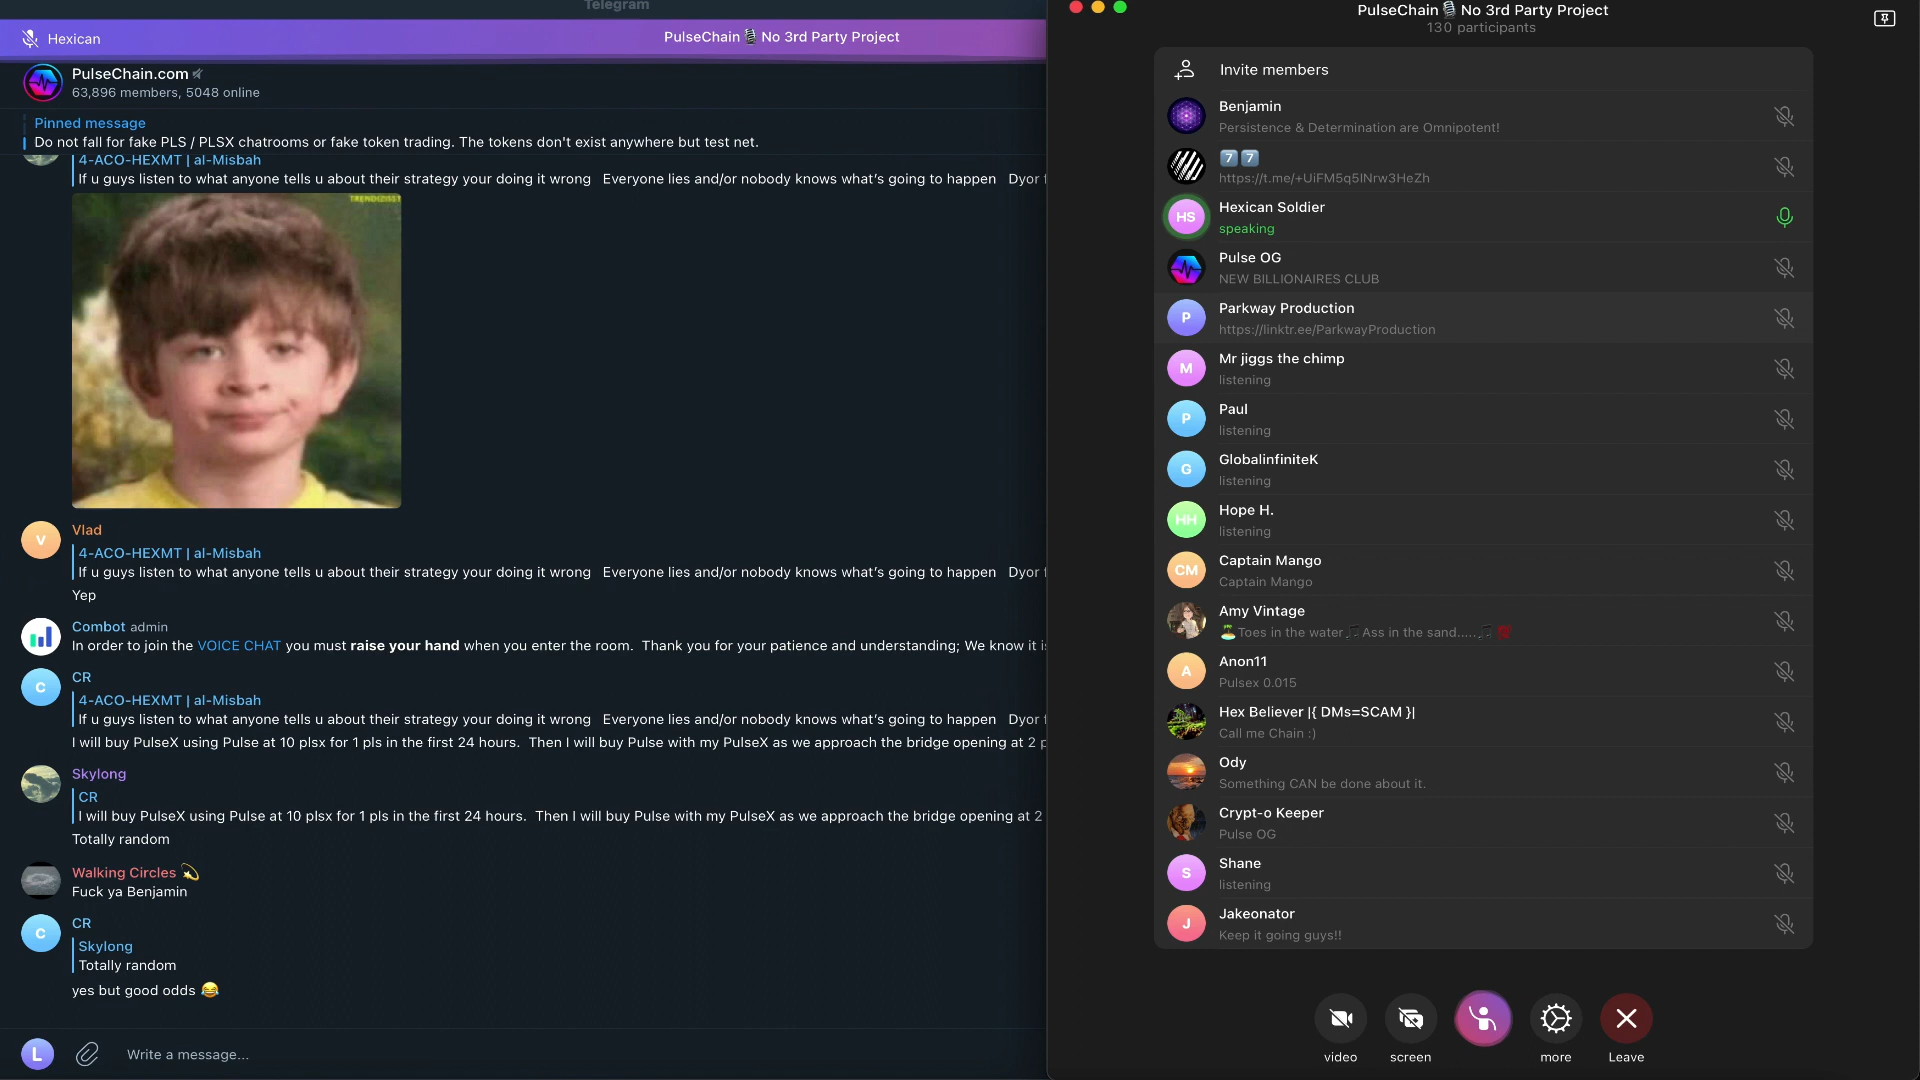 Telegram
Hexican
PulseChain🎙️ No 3rd Party Project
PulseChain.com
63,896 members, 5048 online
Pinned message
Do not fall for fake PLS / PLSX chatrooms or fake token trading. The tokens don't exist anywhere but test net.
4-ACO-HEXMT | al-Misbah
If u guys listen to what anyone tells u about their strategy your doing it wrong   Everyone lies and/or nobody knows what's going to happen   Dyor
V
Vlad
4-ACO-HEXMT | al-Misbah
If u guys listen to what anyone tells u about their strategy your doing it wrong   Everyone lies and/or nobody knows what's going to happen   Dyor
Yep
Combot admin
In order to join the VOICE CHAT you must raise your hand when you enter the room.  Thank you for your patience and understanding; We know it
C
CR
4-ACO-HEXMT | al-Misbah
If u guys listen to what anyone tells u about their strategy your doing it wrong   Everyone lies and/or nobody knows what's going to happen   Dyor
I will buy PulseX using Pulse at 10 plsx for 1 pls in the first 24 hours.  Then I will buy Pulse with my PulseX as we approach the bridge opening at 2
Skylong
CR
I will buy PulseX using Pulse at 10 plsx for 1 pls in the first 24 hours.  Then I will buy Pulse with my PulseX as we approach the bridge opening at 2
Totally random
Walking Circles 💫
Fuck ya Benjamin
C
CR
Skylong
Totally random
yes but good odds 😂
L
Write a message...
PulseChain🎙️ No 3rd Party Project
130 participants
Invite members
Benjamin
Persistence & Determination are Omnipotent!
7️⃣7️⃣
https://t.me/+UiFM5q5lNrw3HeZh
HS
Hexican Soldier
speaking
Pulse OG
NEW BILLIONAIRES CLUB
P
Parkway Production
https://linktr.ee/ParkwayProduction
M
Mr jiggs the chimp
listening
P
Paul
listening
G
GlobalinfiniteK
listening
HH
Hope H.
listening
CM
Captain Mango
Captain Mango
Amy Vintage
🏝️Toes in the water🎵Ass in the sand.....🎵 💯
A
Anon11
Pulsex 0.015
Hex Believer |{ DMs=SCAM }|
Call me Chain :)
Ody
Something CAN be done about it.
Crypt-o Keeper
Pulse OG
S
Shane
listening
J
Jakeonator
Keep it going guys!!
video
screen
more
Leave